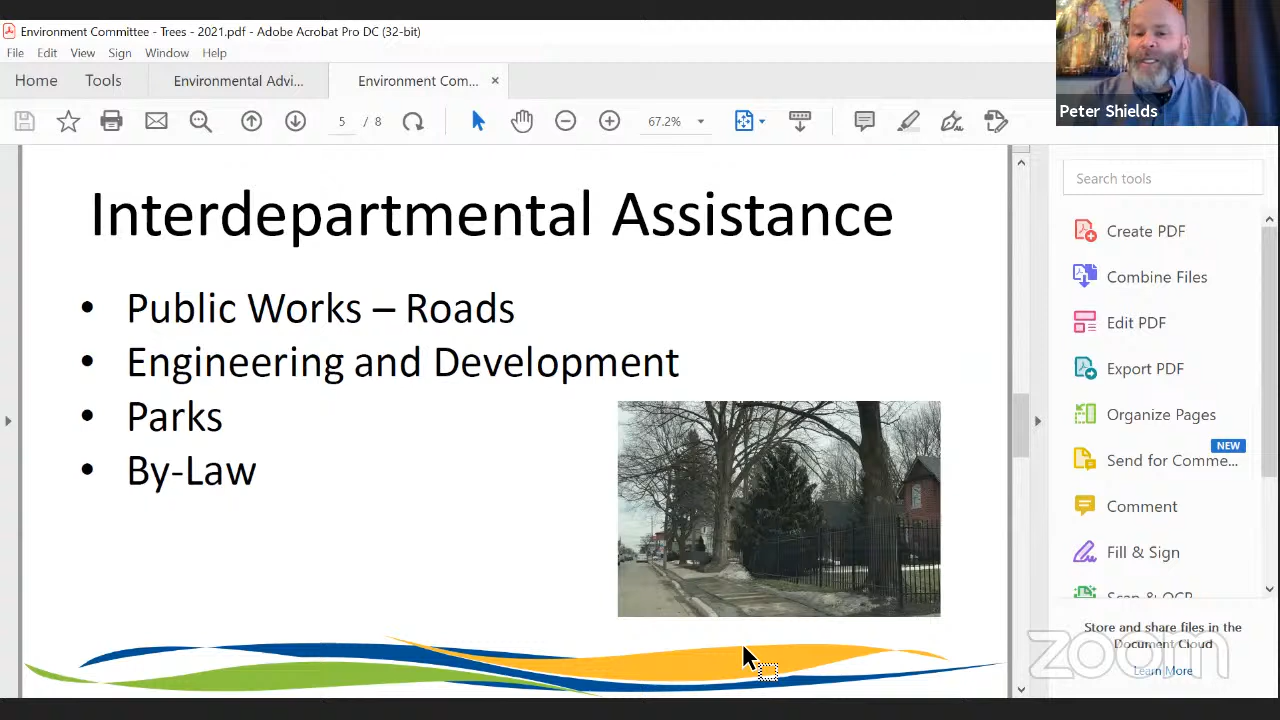 Environment Committee - Trees - 2021.pdf - Adobe Acrobat Pro DC (32-bit)
File Edit View Sign Window Help
Home Tools Environmental Advi... Environment Com... ×
5 / 8 67.2%
Peter Shields
Interdepartmental Assistance
• Public Works – Roads
• Engineering and Development
• Parks
• By-Law
Search tools
Create PDF
Combine Files
Edit PDF
Export PDF
Organize Pages
NEW
Send for Comme...
Comment
Fill & Sign
Scan & OCR
Store and share files in the
Document Cloud
Learn More
zoom